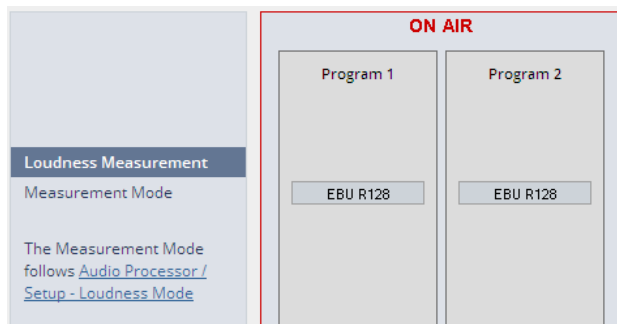 ON AIR
Program 1
Program 2
Loudness Measurement
Measurement Mode
EBU R128
EBU R128
The Measurement Mode
follows Audio Processor /
Setup - Loudness Mode